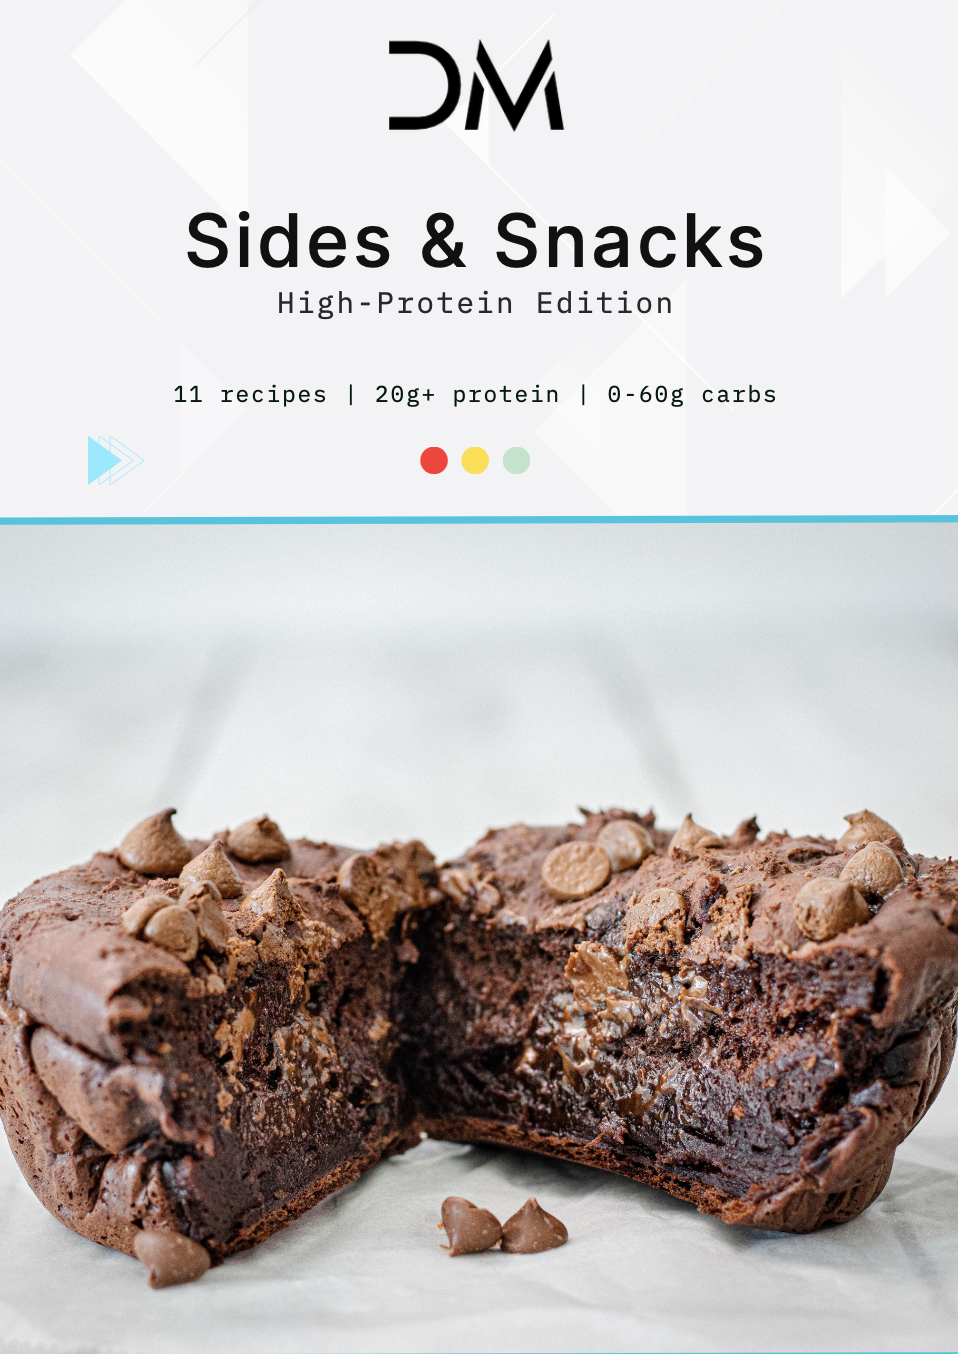 DM
Sides & Snacks
High-Protein Edition
11 recipes | 20g+ protein | 0-60g carbs